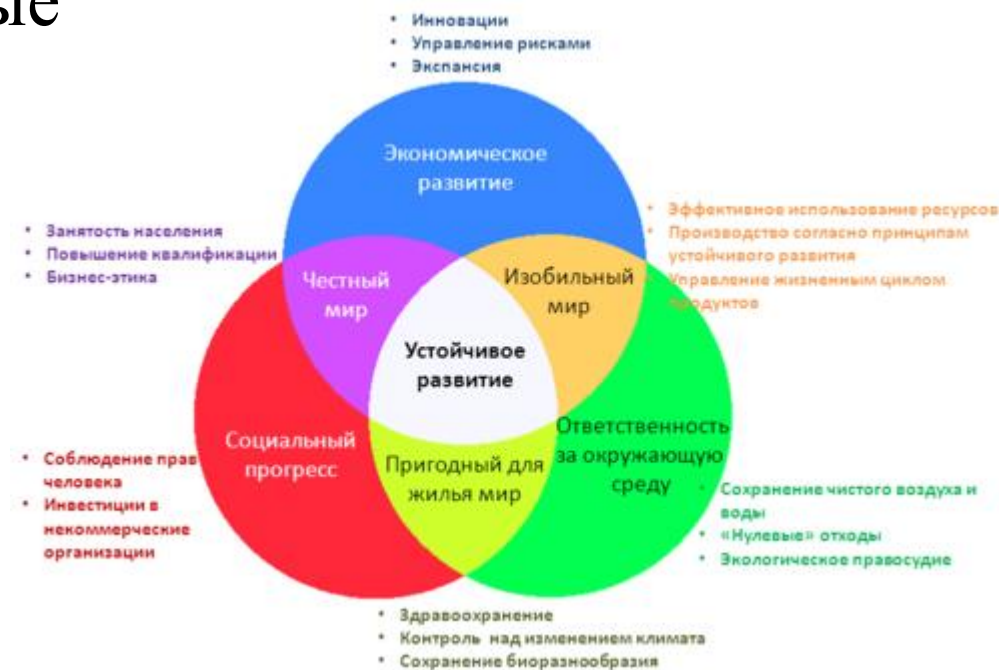 • Инновации
• Управление рисками
• Экспансия
Экономическое
развитие
• Занятость населения
• Повышение квалификации
• Бизнес-этика
• Эффективное использование ресурсов
• Производство согласно принципам
устойчивого развития
• Управление жизненным циклом
продуктов
Честный
мир
Изобильный
мир
Устойчивое
развитие
Социальный
прогресс
Пригодный для
жилья мир
Ответственность
за окружающую
среду
• Соблюдение прав
человека
• Инвестиции в
некоммерческие
организации
• Сохранение чистого воздуха и
воды
• «Нулевые» отходы
• Экологическое правосудие
• Здравоохранение
• Контроль над изменением климата
• Сохранение биоразнообразия